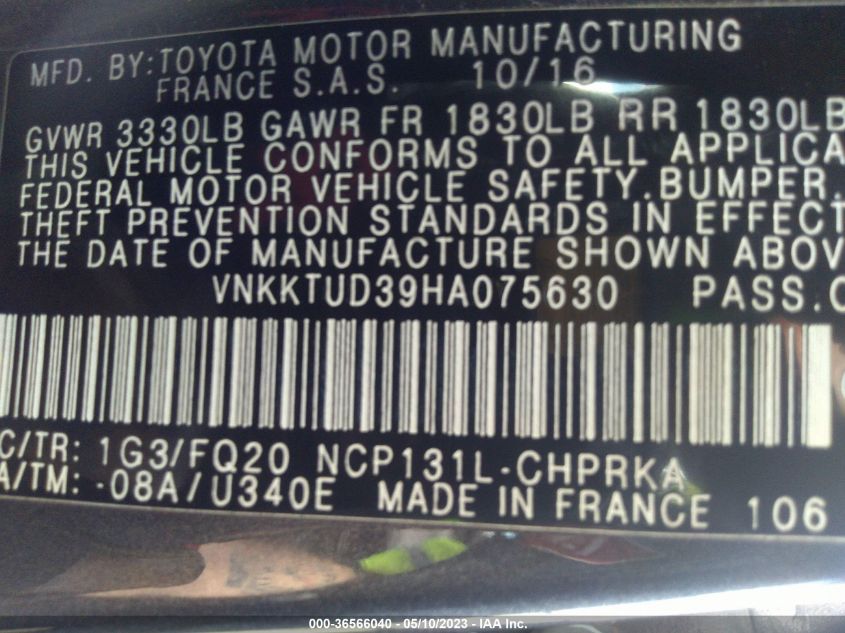 MFD. BY: TOYOTA MOTOR MANUFACTURING
FRANCE S.A.S. 10/16
GVWR 3330LB GAWR FR 1830LB RR 1830LB
THIS VEHICLE CONFORMS TO ALL APPLICA
FEDERAL MOTOR VEHICLE SAFETY.BUMPER.
THEFT PREVENTION STANDARDS IN EFFECT
THE DATE OF MANUFACTURE SHOWN ABOV
VNKKTUD39HA075630 PASS.C
C/TR: 1G3/FQ20 NCP131L-CHPRKA
A/TM: -08A/U340E MADE IN FRANCE 106
000-36566040 - 05/10/2023 - IAA Inc.